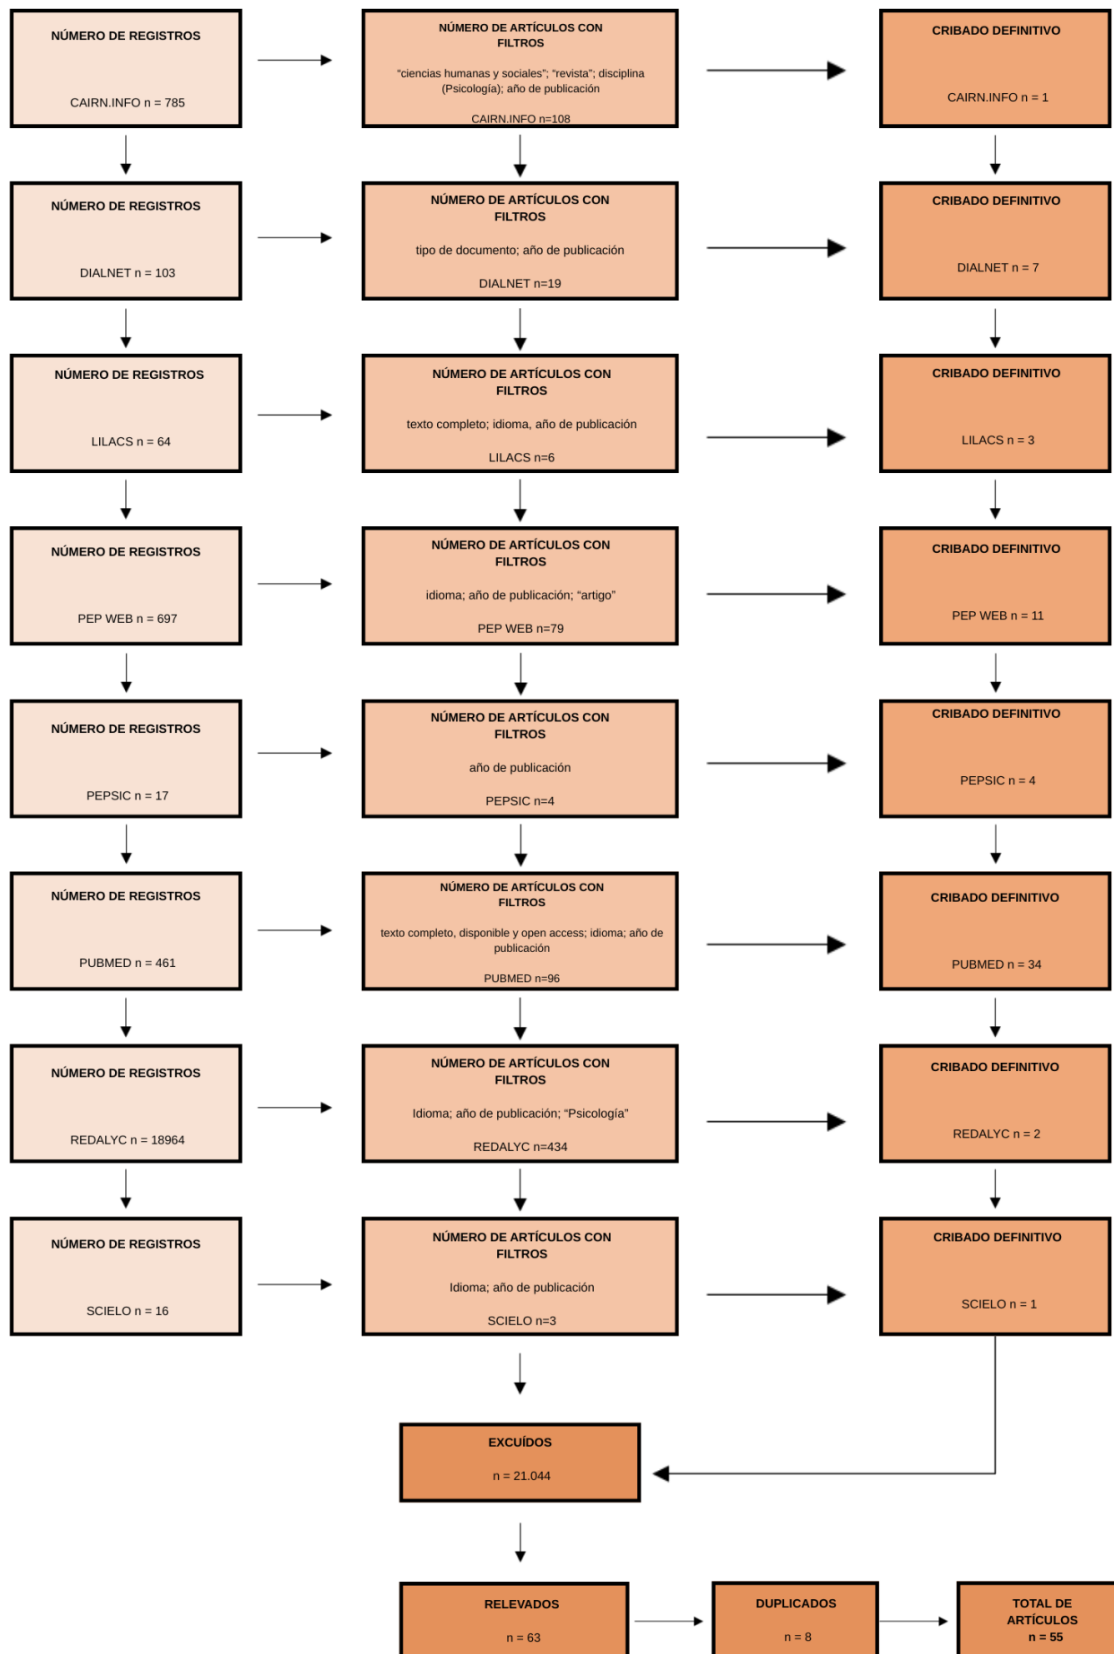 NÚMERO DE REGISTROS
CAIRN.INFO n = 785
NÚMERO DE ARTÍCULOS CON
FILTROS
“ciencias humanas y sociales”; “revista”; disciplina
(Psicología); año de publicación
CAIRN.INFO n=108
CRIBADO DEFINITIVO
CAIRN.INFO n = 1
NÚMERO DE REGISTROS
DIALNET n = 103
NÚMERO DE ARTÍCULOS CON
FILTROS
tipo de documento; año de publicación
DIALNET n=19
CRIBADO DEFINITIVO
DIALNET n = 7
NÚMERO DE REGISTROS
LILACS n = 64
NÚMERO DE ARTÍCULOS CON
FILTROS
texto completo; idioma, año de publicación
LILACS n=6
CRIBADO DEFINITIVO
LILACS n = 3
NÚMERO DE REGISTROS
PEP WEB n = 697
NÚMERO DE ARTÍCULOS CON
FILTROS
idioma; año de publicación; “artigo”
PEP WEB n=79
CRIBADO DEFINITIVO
PEP WEB n = 11
NÚMERO DE REGISTROS
PEPSIC n = 17
NÚMERO DE ARTÍCULOS CON
FILTROS
año de publicación
PEPSIC n=4
CRIBADO DEFINITIVO
PEPSIC n = 4
NÚMERO DE REGISTROS
PUBMED n = 461
NÚMERO DE ARTÍCULOS CON
FILTROS
texto completo, disponible y open access; idioma; año de
publicación
PUBMED n=96
CRIBADO DEFINITIVO
PUBMED n = 34
NÚMERO DE REGISTROS
REDALYC n = 18964
NÚMERO DE ARTÍCULOS CON
FILTROS
Idioma; año de publicación; “Psicología”
REDALYC n=434
CRIBADO DEFINITIVO
REDALYC n = 2
NÚMERO DE REGISTROS
SCIELO n = 16
NÚMERO DE ARTÍCULOS CON
FILTROS
Idioma; año de publicación
SCIELO n=3
CRIBADO DEFINITIVO
SCIELO n = 1
EXCUÍDOS
n = 21.044
RELEVADOS
n = 63
DUPLICADOS
n = 8
TOTAL DE
ARTÍCULOS
n = 55